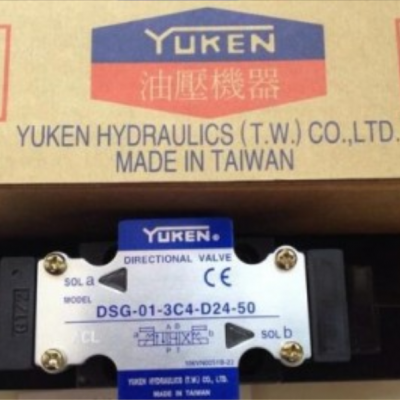 YUKEN
油壓機器
YUKEN HYDRAULICS (T.W.) CO.,LTD.
MADE IN TAIWAN
YUKEN ®
DIRECTIONAL VALVE
SOL a
CE
MODEL
DSG-01-3C4-D24-50
A B
P T
SOL b
YUKEN HYDRAULICS (T.W.) CO., LTD.
MADE IN TAIWAN